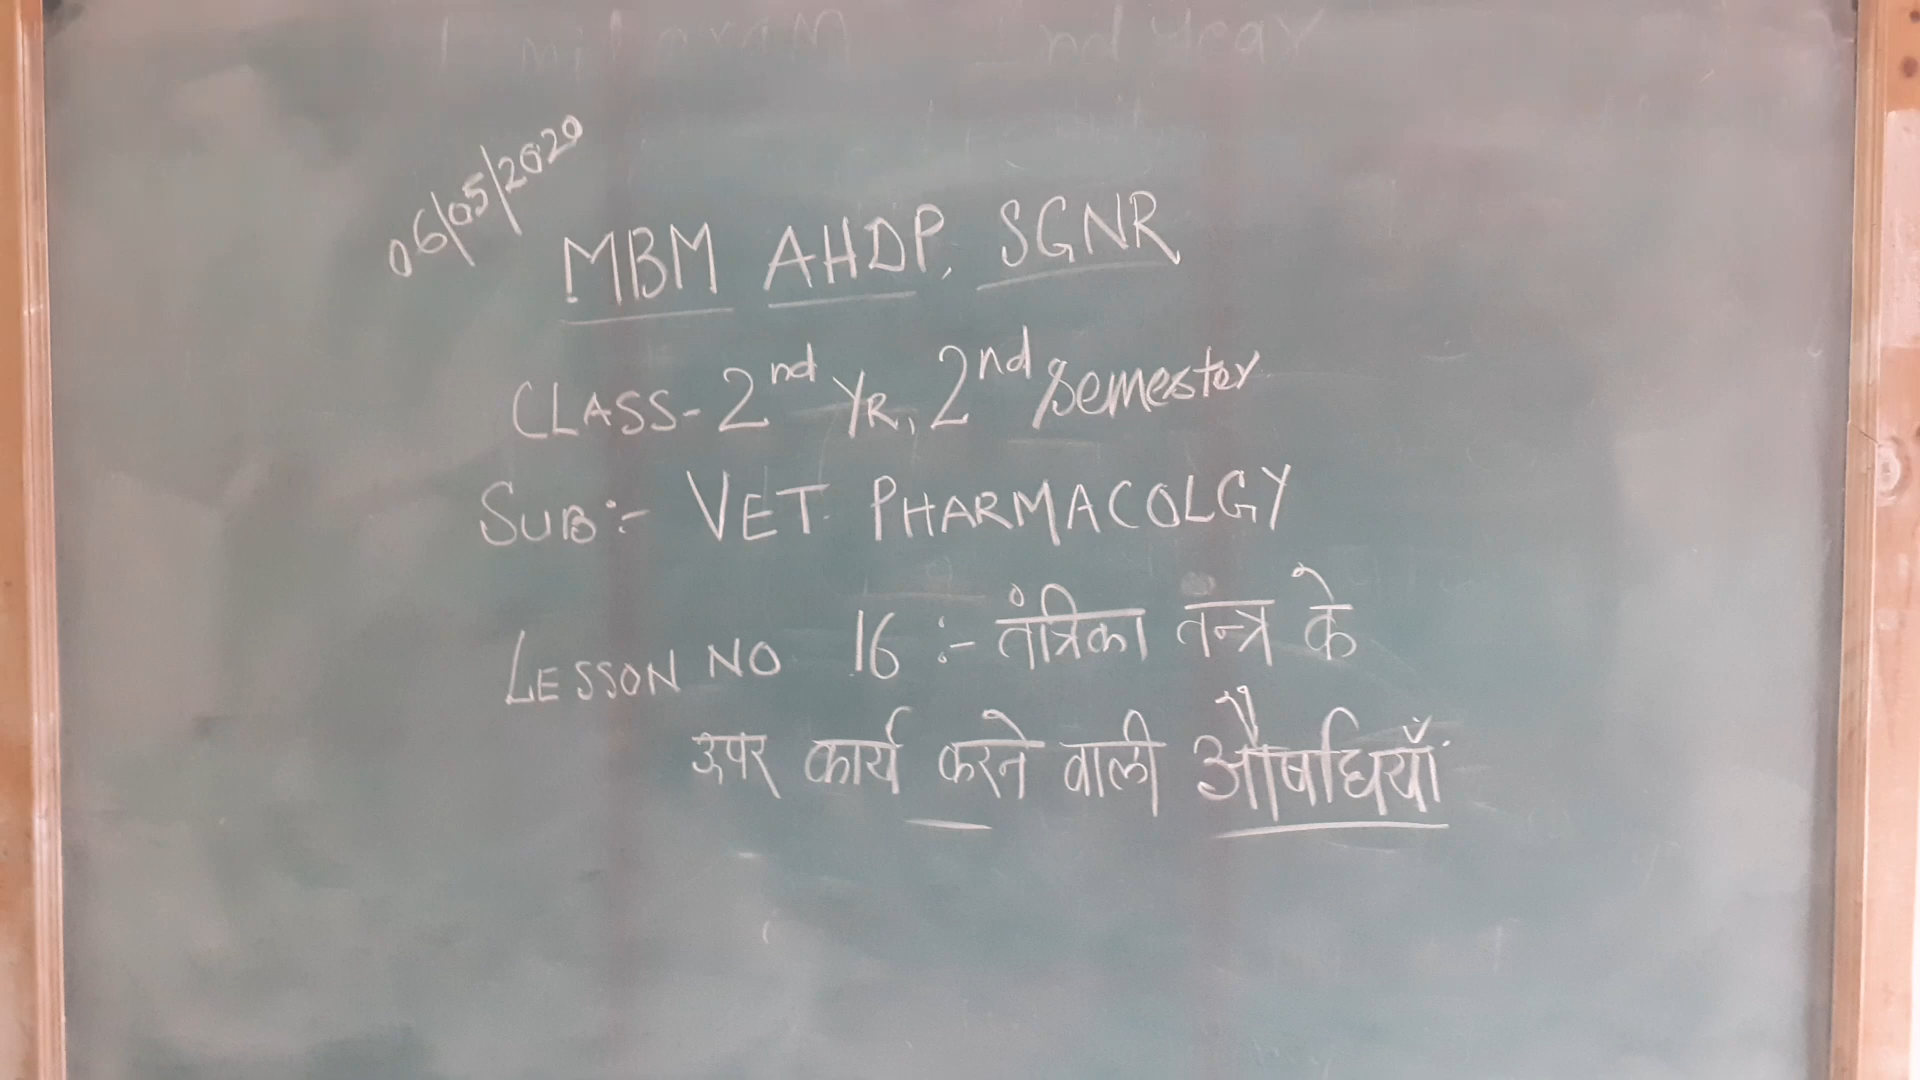 06/05/2020
MBM AHDP, SGNR
CLASS-2nd YR, 2nd Semester
SUB:- VET. PHARMACOLGY
LESSON NO 16 :- तंत्रिका तन्त्र के
ऊपर कार्य करने वाली औषधियाँ